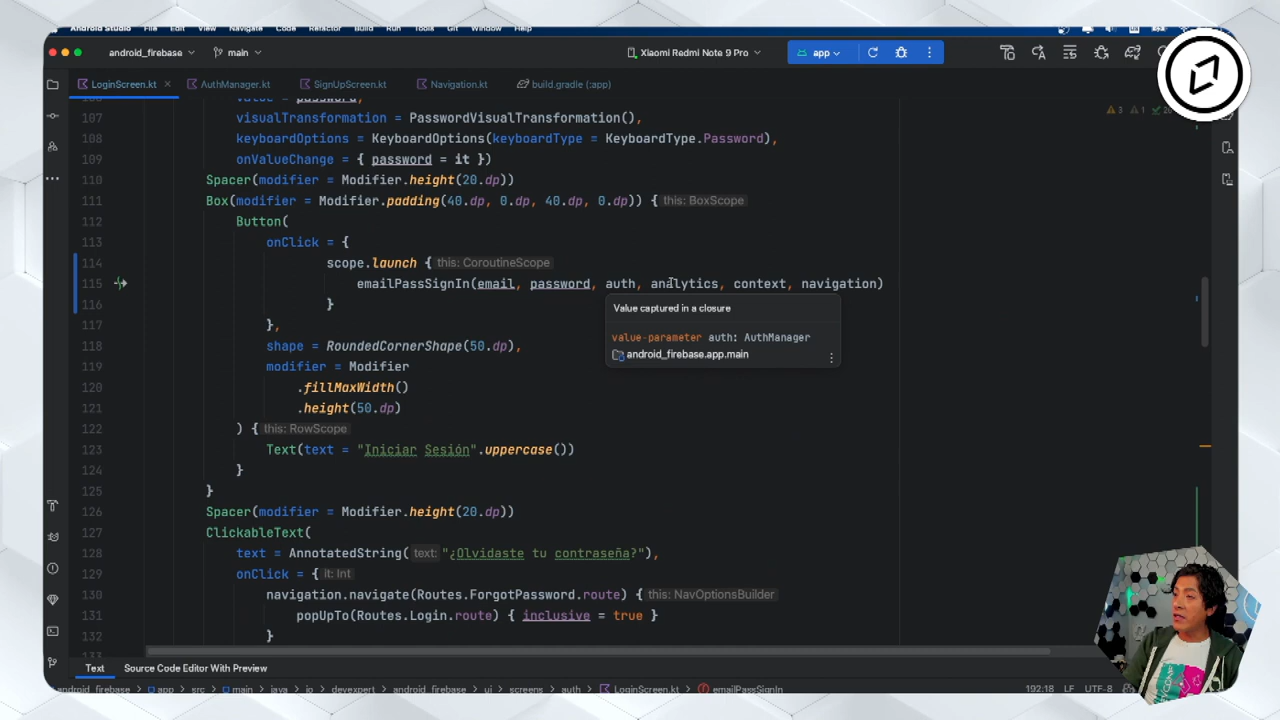 Android Studio File Edit View Navigate Code Refactor Build Run Tools Git Window Help
android_firebase main Xiaomi Redmi Note 9 Pro app
LoginScreen.kt AuthManager.kt SignUpScreen.kt Navigation.kt build.gradle (:app)
106 value = password,
107 visualTransformation = PasswordVisualTransformation(),
108 keyboardOptions = KeyboardOptions(keyboardType = KeyboardType.Password),
109 onValueChange = { password = it })
110 Spacer(modifier = Modifier.height(20.dp))
111 Box(modifier = Modifier.padding(40.dp, 0.dp, 40.dp, 0.dp)) { this: BoxScope
112 Button(
113 onClick = {
114 scope.launch { this: CoroutineScope
115 emailPassSignIn(email, password, auth, analytics, context, navigation)
116 }
Value captured in a closure
117 },
value-parameter auth: AuthManager
118 shape = RoundedCornerShape(50.dp),
android_firebase.app.main
119 modifier = Modifier
120 .fillMaxWidth()
121 .height(50.dp)
122 ) { this: RowScope
123 Text(text = "Iniciar Sesión".uppercase())
124 }
125 }
126 Spacer(modifier = Modifier.height(20.dp))
127 ClickableText(
128 text = AnnotatedString( text: "¿Olvidaste tu contraseña?"),
129 onClick = { it: Int
130 navigation.navigate(Routes.ForgotPassword.route) { this: NavOptionsBuilder
131 popUpTo(Routes.Login.route) { inclusive = true }
132 }
Text Source Code Editor With Preview
android_firebase app src main java io devexpert android_firebase ui screens auth LoginScreen.kt emailPassSignIn 192:18 LF UTF-8